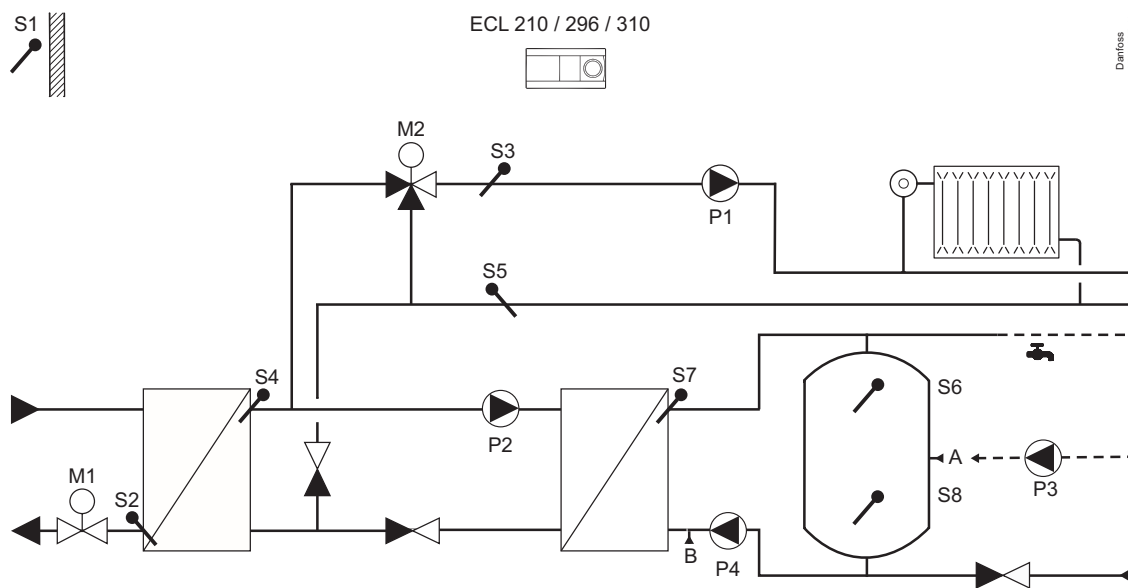 S1
ECL 210 / 296 / 310
Danfoss
M2
S3
P1
S5
S4
S7
S6
P2
A
P3
M1
S2
S8
B
P4